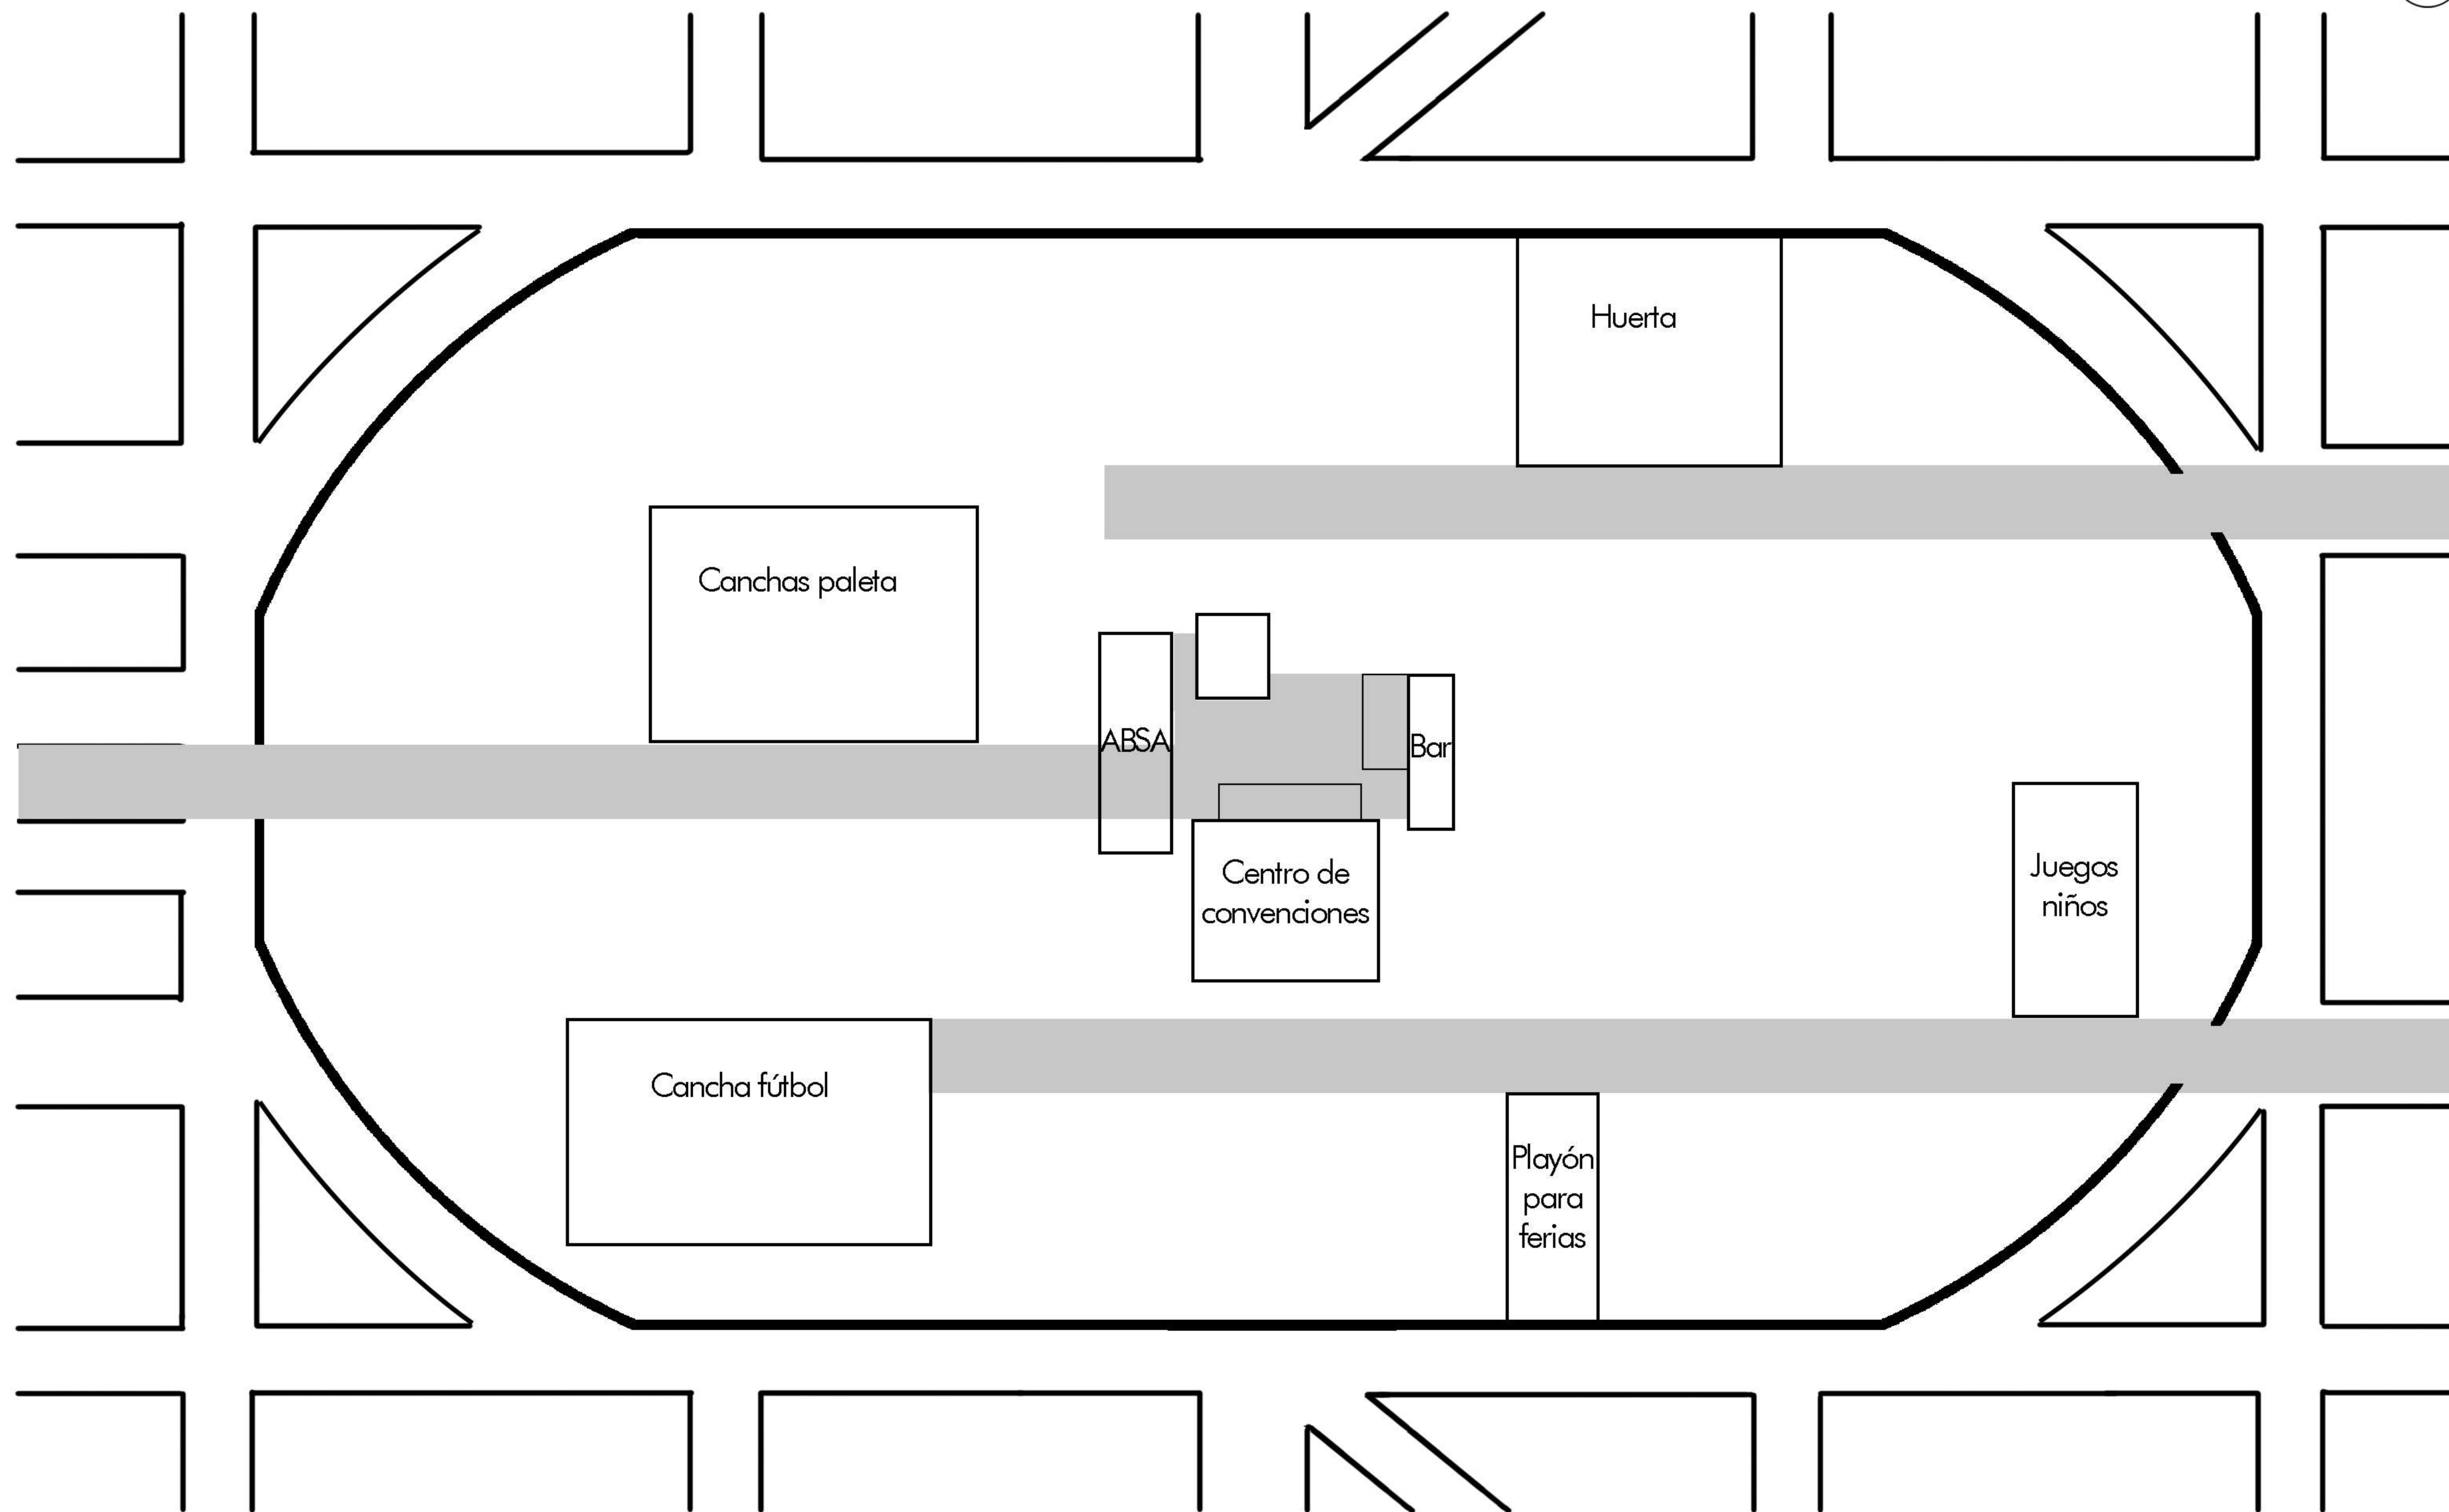 Huerta
Canchas paleta
ABSA
Bar
Centro de
convenciones
Juegos
niños
Cancha fútbol
Playón
para
ferias